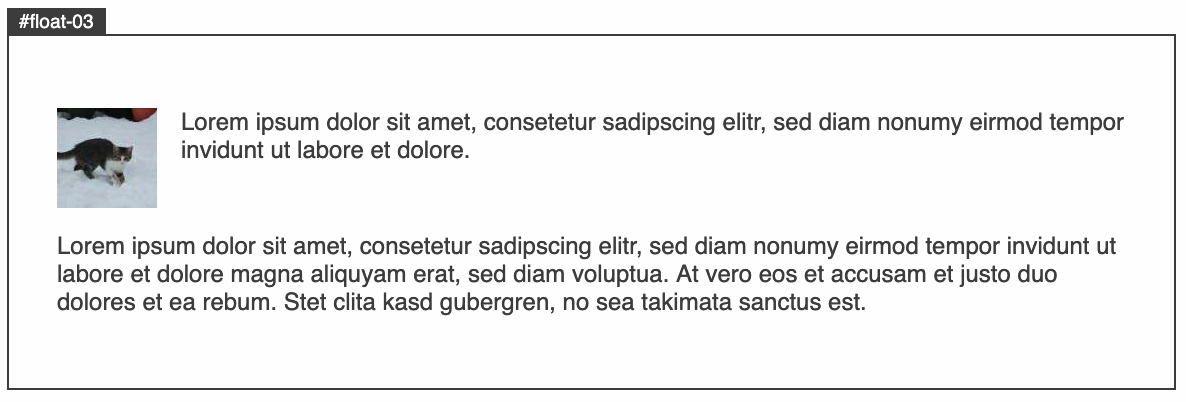 #float-03
Lorem ipsum dolor sit amet, consetetur sadipscing elitr, sed diam nonumy eirmod tempor
invidunt ut labore et dolore.
Lorem ipsum dolor sit amet, consetetur sadipscing elitr, sed diam nonumy eirmod tempor invidunt ut
labore et dolore magna aliquyam erat, sed diam voluptua. At vero eos et accusam et justo duo
dolores et ea rebum. Stet clita kasd gubergren, no sea takimata sanctus est.